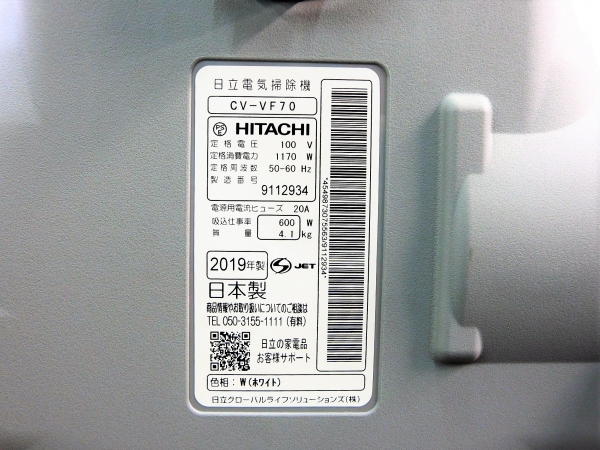 日立電気掃除機
CV-VF70
PS E HITACHI
定格電圧 100 V
定格消費電力 1170 W
定格周波数 50-60 Hz
製造番号
9112934
電源用電流ヒューズ 20A
吸込仕事率 600 W
質量 4.1 kg
2019年製 S JET
日本製
商品情報やお取り扱いについてのご相談は
TEL 050-3155-1111 (有料)
日立の家電品
お客様サポート
色相:W(ホワイト)
日立グローバルライフソリューションズ(株)
*4549873075563/9112934*